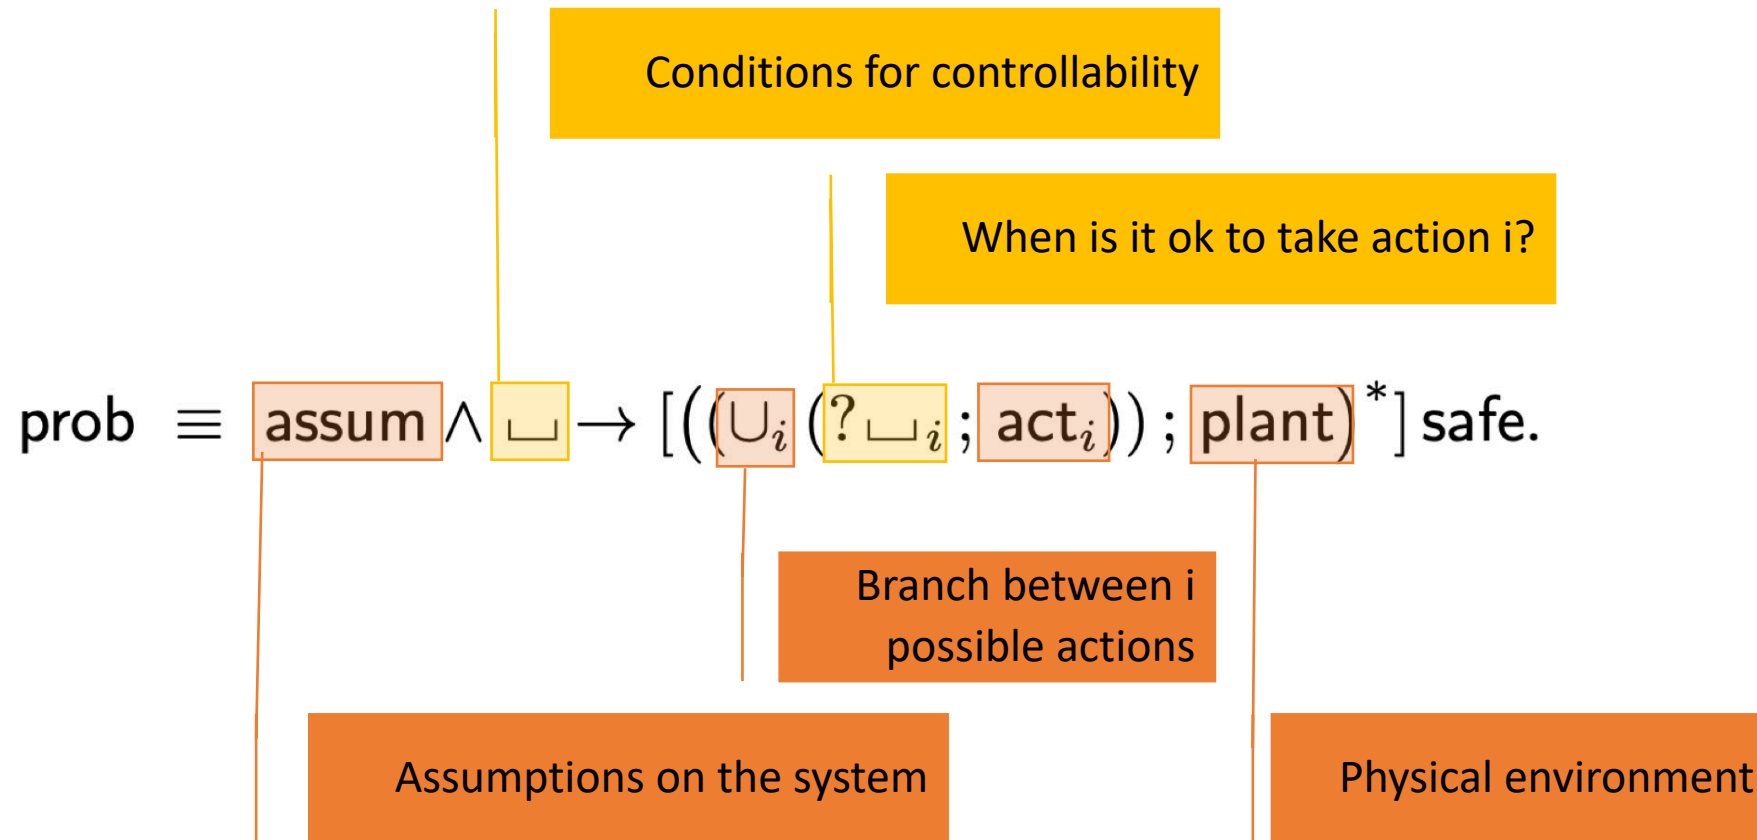 Conditions for controllability
When is it ok to take action i?
prob ≡ assum ∧ ⌴ → [((∪ᵢ (?⌴ᵢ ; actᵢ)) ; plant)*] safe.
Branch between i
possible actions
Assumptions on the system
Physical environment